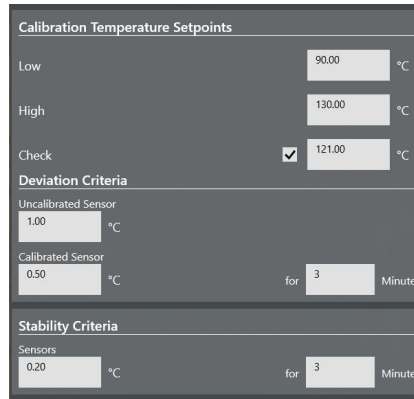 Calibration Temperature Setpoints
Low 90.00 °C
High 130.00 °C
Check 121.00 °C
Deviation Criteria
Uncalibrated Sensor
1.00 °C
Calibrated Sensor
0.50 °C for 3 Minute
Stability Criteria
Sensors
0.20 °C for 3 Minute